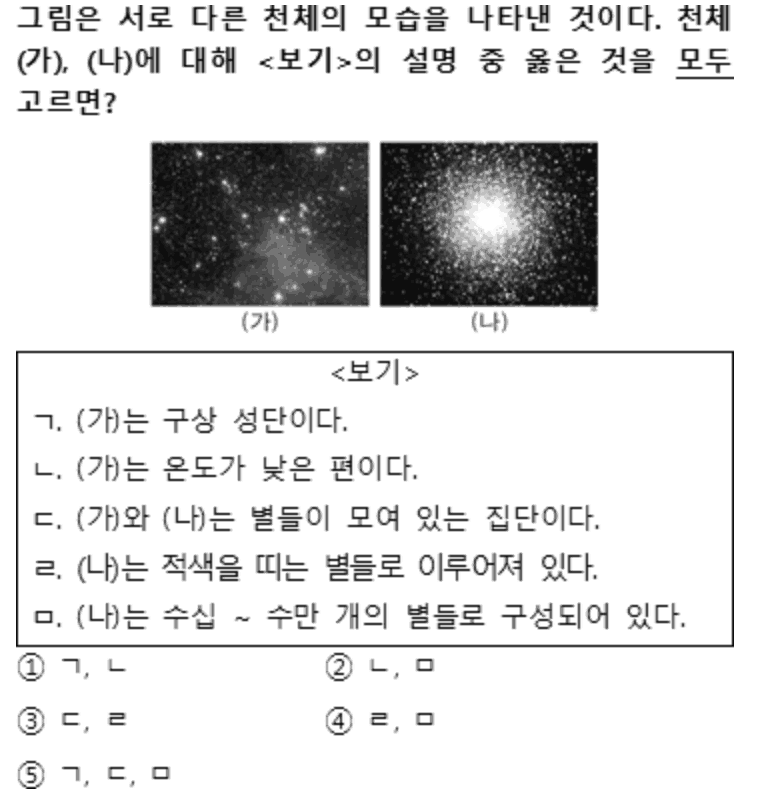 그림은 서로 다른 천체의 모습을 나타낸 것이다. 천체
(가), (나)에 대해 <보기>의 설명 중 옳은 것을 모두
고르면?
(가) (나)
<보기>
ㄱ. (가)는 구상 성단이다.
ㄴ. (가)는 온도가 낮은 편이다.
ㄷ. (가)와 (나)는 별들이 모여 있는 집단이다.
ㄹ. (나)는 적색을 띠는 별들로 이루어져 있다.
ㅁ. (나)는 수십 ~ 수만 개의 별들로 구성되어 있다.
① ㄱ, ㄴ ② ㄴ, ㅁ
③ ㄷ, ㄹ ④ ㄹ, ㅁ
⑤ ㄱ, ㄷ, ㅁ